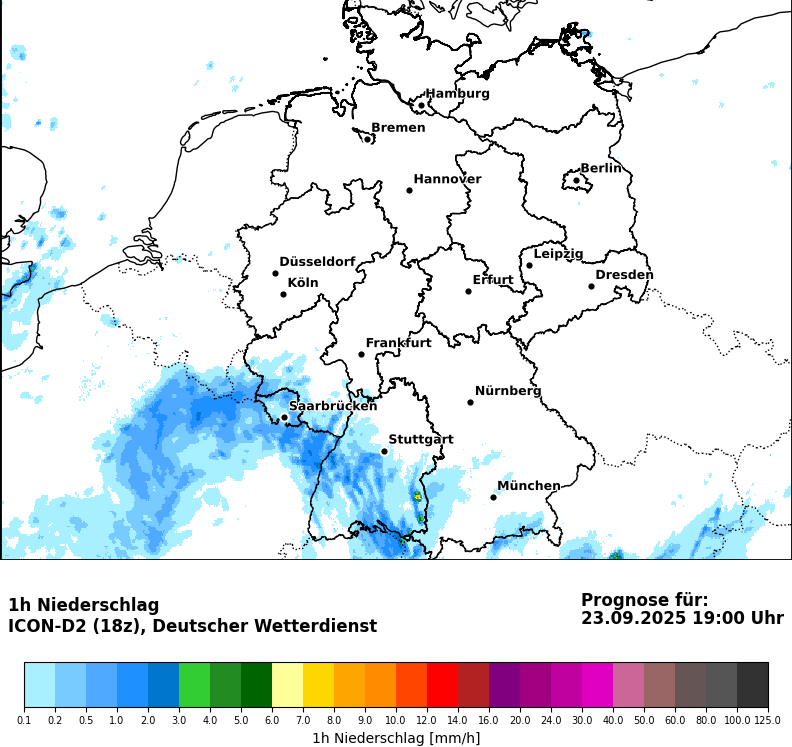 Hamburg
Bremen
Berlin
Hannover
Leipzig
Düsseldorf
Dresden
Köln
Erfurt
Frankfurt
Nürnberg
Saarbrücken
Stuttgart
München
1h Niederschlag
ICON-D2 (18z), Deutscher Wetterdienst
Prognose für:
23.09.2025 19:00 Uhr
0.1 0.2 0.5 1.0 2.0 3.0 4.0 5.0 6.0 7.0 8.0 9.0 10.0 12.0 14.0 16.0 20.0 24.0 30.0 40.0 50.0 60.0 80.0 100.0 125.0
1h Niederschlag [mm/h]